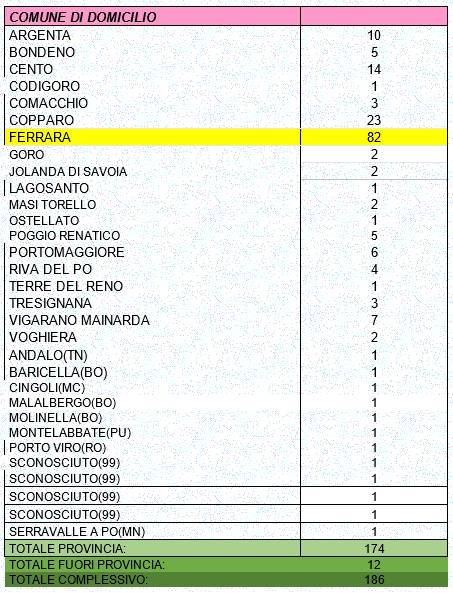 COMUNE DI DOMICILIO
ARGENTA 10
BONDENO 5
CENTO 14
CODIGORO 1
COMACCHIO 3
COPPARO 23
FERRARA 82
GORO 2
JOLANDA DI SAVOIA 2
LAGOSANTO 1
MASI TORELLO 2
OSTELLATO 1
POGGIO RENATICO 5
PORTOMAGGIORE 6
RIVA DEL PO 4
TERRE DEL RENO 1
TRESIGNANA 3
VIGARANO MAINARDA 7
VOGHIERA 2
ANDALO(TN) 1
BARICELLA(BO) 1
CINGOLI(MC) 1
MALALBERGO(BO) 1
MOLINELLA(BO) 1
MONTELABBATE(PU) 1
PORTO VIRO(RO) 1
SCONOSCIUTO(99) 1
SCONOSCIUTO(99) 1
SCONOSCIUTO(99) 1
SCONOSCIUTO(99) 1
SERRAVALLE A PO(MN) 1
TOTALE PROVINCIA: 174
TOTALE FUORI PROVINCIA: 12
TOTALE COMPLESSIVO: 186